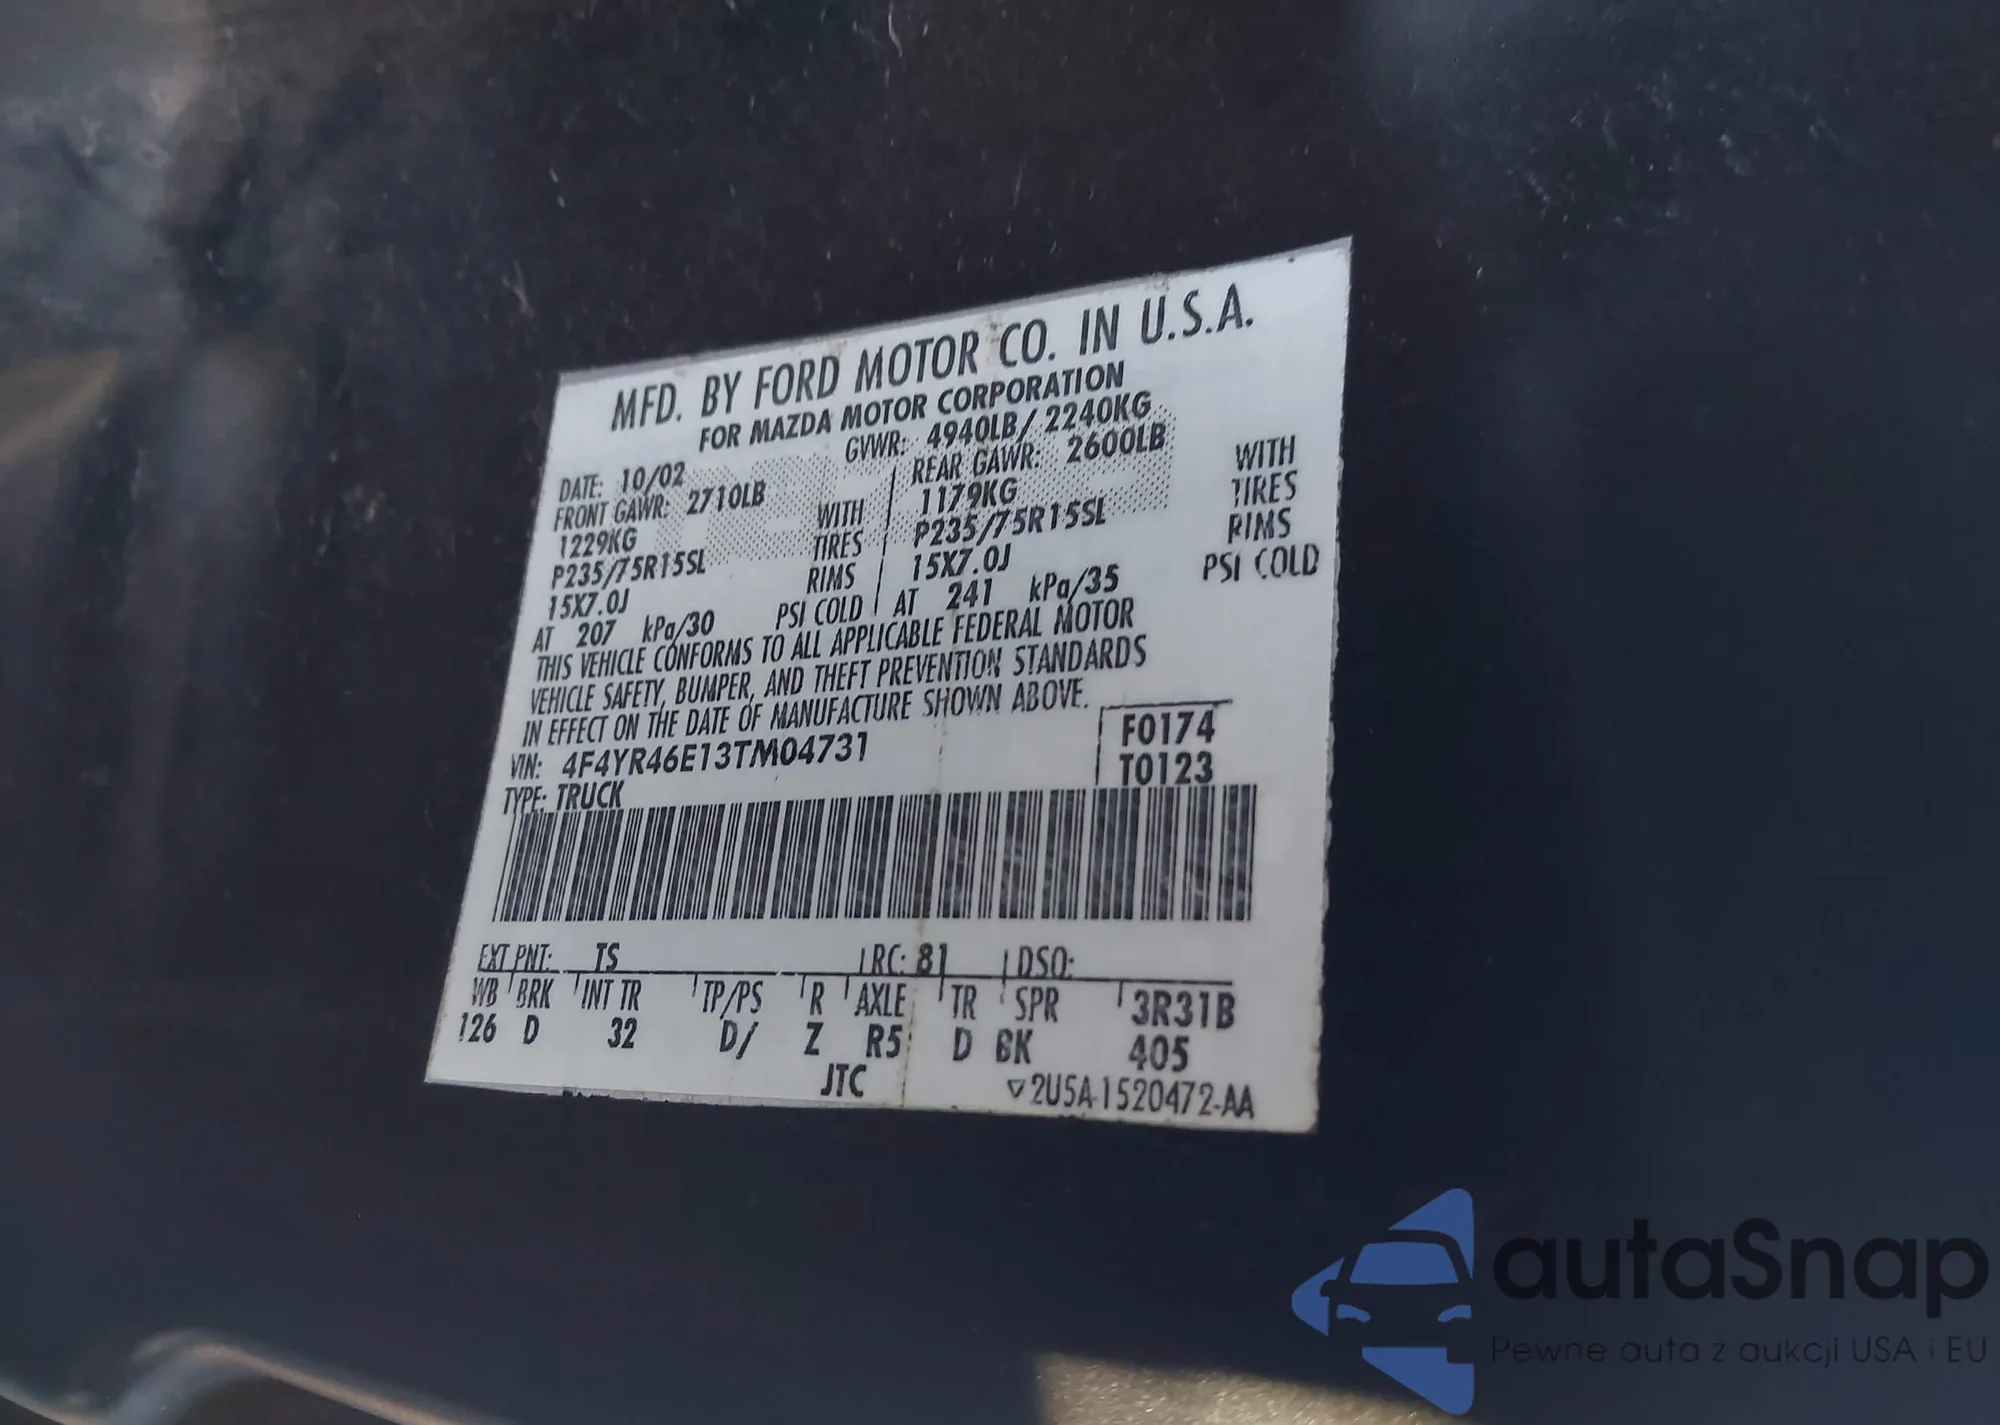 MFD. BY FORD MOTOR CO. IN U.S.A.
FOR MAZDA MOTOR CORPORATION
DATE: 10/02 GVWR: 4940LB/ 2240KG
FRONT GAWR: 2710LB REAR GAWR: 2600LB
1229KG WITH 1179KG WITH
P235/75R15SL TIRES P235/75R15SL TIRES
15X7.0J RIMS 15X7.0J RIMS
AT 207 kPa/30 PSI COLD AT 241 kPa/35 PSI COLD
THIS VEHICLE CONFORMS TO ALL APPLICABLE FEDERAL MOTOR
VEHICLE SAFETY, BUMPER, AND THEFT PREVENTION STANDARDS
IN EFFECT ON THE DATE OF MANUFACTURE SHOWN ABOVE.
VIN: 4F4YR46E13TM04731 F0174
TYPE: TRUCK T0123
EXT PNT: TS RC: 81 DSO:
WB BRK INT TR TP/PS R AXLE TR SPR 3R31B
126 D 32 D/ Z R5 D BK 405
JTC ▽2U5A-1520472-AA
autaSnap
Pewne auta z aukcji USA i EU